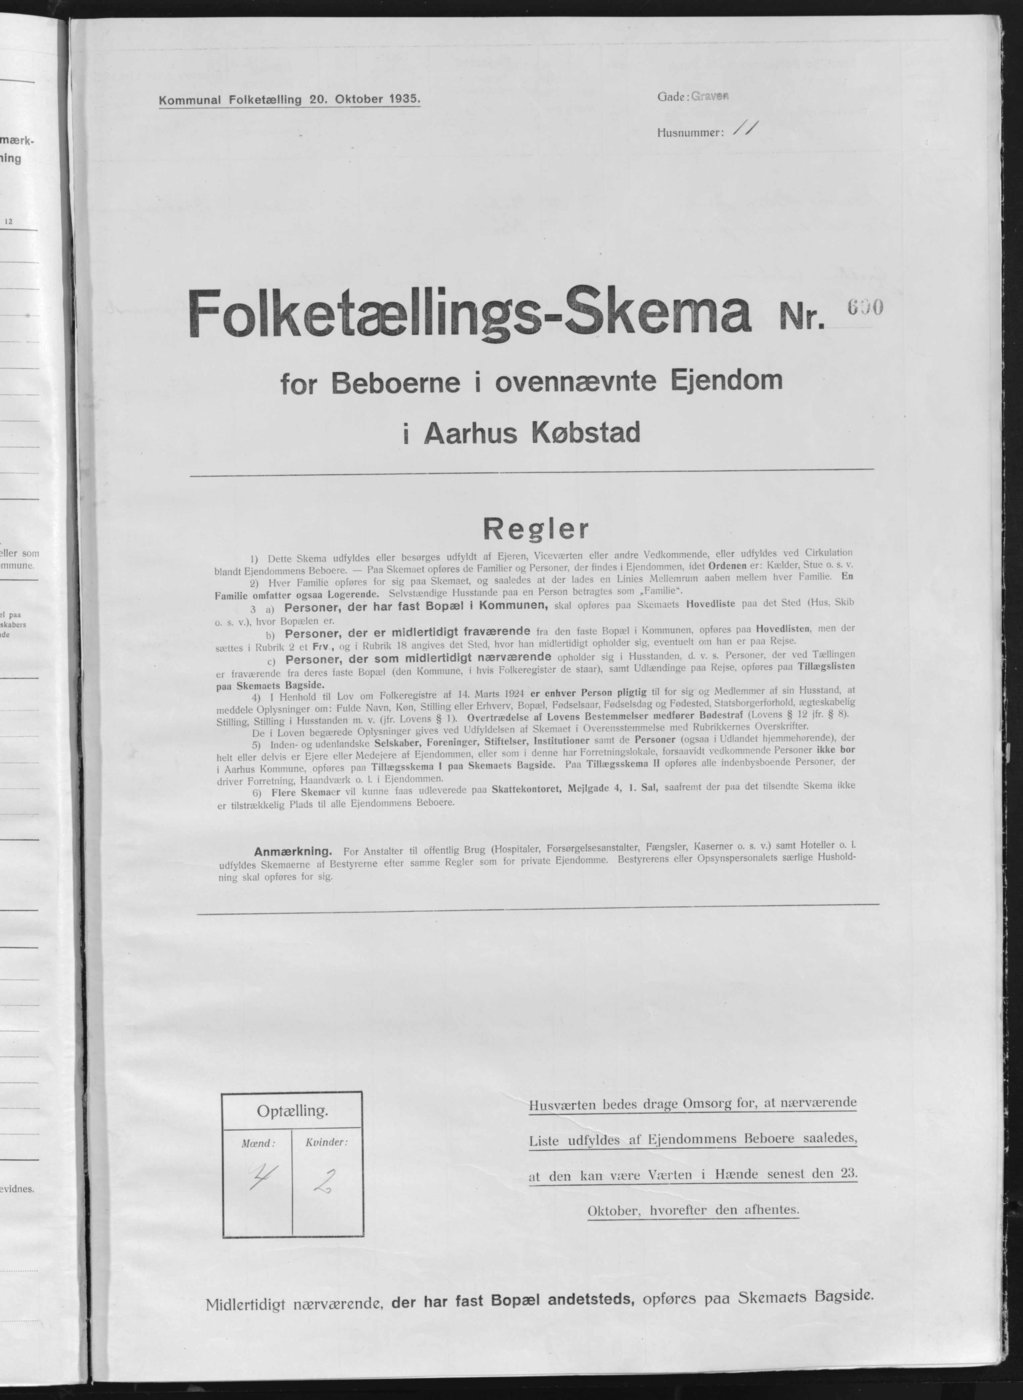 mærk-
ning
12
eller som
mmune.
el paa
skabers
de
evidnes.
Kommunal Folketælling 20. Oktober 1935.
Gade: Graven
Husnummer: 11
Folketællings-Skema Nr. 690
for Beboerne i ovennævnte Ejendom
i Aarhus Købstad
Regler
1) Dette Skema udfyldes eller besørges udfyldt af Ejeren, Viceværten eller andre Vedkommende, eller udfyldes ved Cirkulation
blandt Ejendommens Beboere. — Paa Skemaet opføres de Familier og Personer, der findes i Ejendommen, idet Ordenen er: Kælder, Stue o. s. v.
2) Hver Familie opføres for sig paa Skemaet, og saaledes at der lades en Linies Mellemrum aaben mellem hver Familie. En
Familie omfatter ogsaa Logerende. Selvstændige Husstande paa en Person betragtes som „Familie".
3 a) Personer, der har fast Bopæl i Kommunen, skal opføres paa Skemaets Hovedliste paa det Sted (Hus, Skib
o. s. v.), hvor Bopælen er.
b) Personer, der er midlertidigt fraværende fra den faste Bopæl i Kommunen, opføres paa Hovedlisten, men der
sættes i Rubrik 2 et Frv., og i Rubrik 18 angives det Sted, hvor han midlertidigt opholder sig, eventuelt om han er paa Rejse.
c) Personer, der som midlertidigt nærværende opholder sig i Husstanden, d. v. s. Personer, der ved Tællingen
er fraværende fra deres faste Bopæl (den Kommune, i hvis Folkeregister de staar), samt Udlændinge paa Rejse, opføres paa Tillægslisten
paa Skemaets Bagside.
4) I Henhold til Lov om Folkeregistre af 14. Marts 1924 er enhver Person pligtig til for sig og Medlemmer af sin Husstand, at
meddele Oplysninger om: Fulde Navn, Køn, Stilling eller Erhverv, Bopæl, Fødselsaar, Fødselsdag og Fødested, Statsborgerforhold, ægteskabelig
Stilling, Stilling i Husstanden m. v. (jfr. Lovens § 1). Overtrædelse af Lovens Bestemmelser medfører Bødestraf (Lovens § 12 jfr. § 8).
De i Loven begærede Oplysninger gives ved Udfyldelsen af Skemaet i Overensstemmelse med Rubrikkernes Overskrifter.
5) Inden- og udenlandske Selskaber, Foreninger, Stiftelser, Institutioner samt de Personer (ogsaa i Udlandet hjemmehørende), der
helt eller delvis er Ejere eller Medejere af Ejendommen, eller som i denne har Forretningslokale, forsaavidt vedkommende Personer ikke bor
i Aarhus Kommune, opføres paa Tillægsskema I paa Skemaets Bagside. Paa Tillægsskema II opføres alle indenbysboende Personer, der
driver Forretning, Haandværk o. l. i Ejendommen.
6) Flere Skemaer vil kunne faas udleverede paa Skattekontoret, Mejlgade 4, 1. Sal, saafremt der paa det tilsendte Skema ikke
er tilstrækkelig Plads til alle Ejendommens Beboere.
Anmærkning. For Anstalter til offentlig Brug (Hospitaler, Forsørgelsesanstalter, Fængsler, Kaserner o. s. v.) samt Hoteller o. l.
udfyldes Skemaerne af Bestyrerne efter samme Regler som for private Ejendomme. Bestyrerens eller Opsynspersonalets særlige Hushold-
ning skal opføres for sig.
Optælling.
Mænd: Kvinder:
4 2
Husværten bedes drage Omsorg for, at nærværende
Liste udfyldes af Ejendommens Beboere saaledes,
at den kan være Værten i Hænde senest den 23.
Oktober, hvorefter den afhentes.
Midlertidigt nærværende, der har fast Bopæl andetsteds, opføres paa Skemaets Bagside.